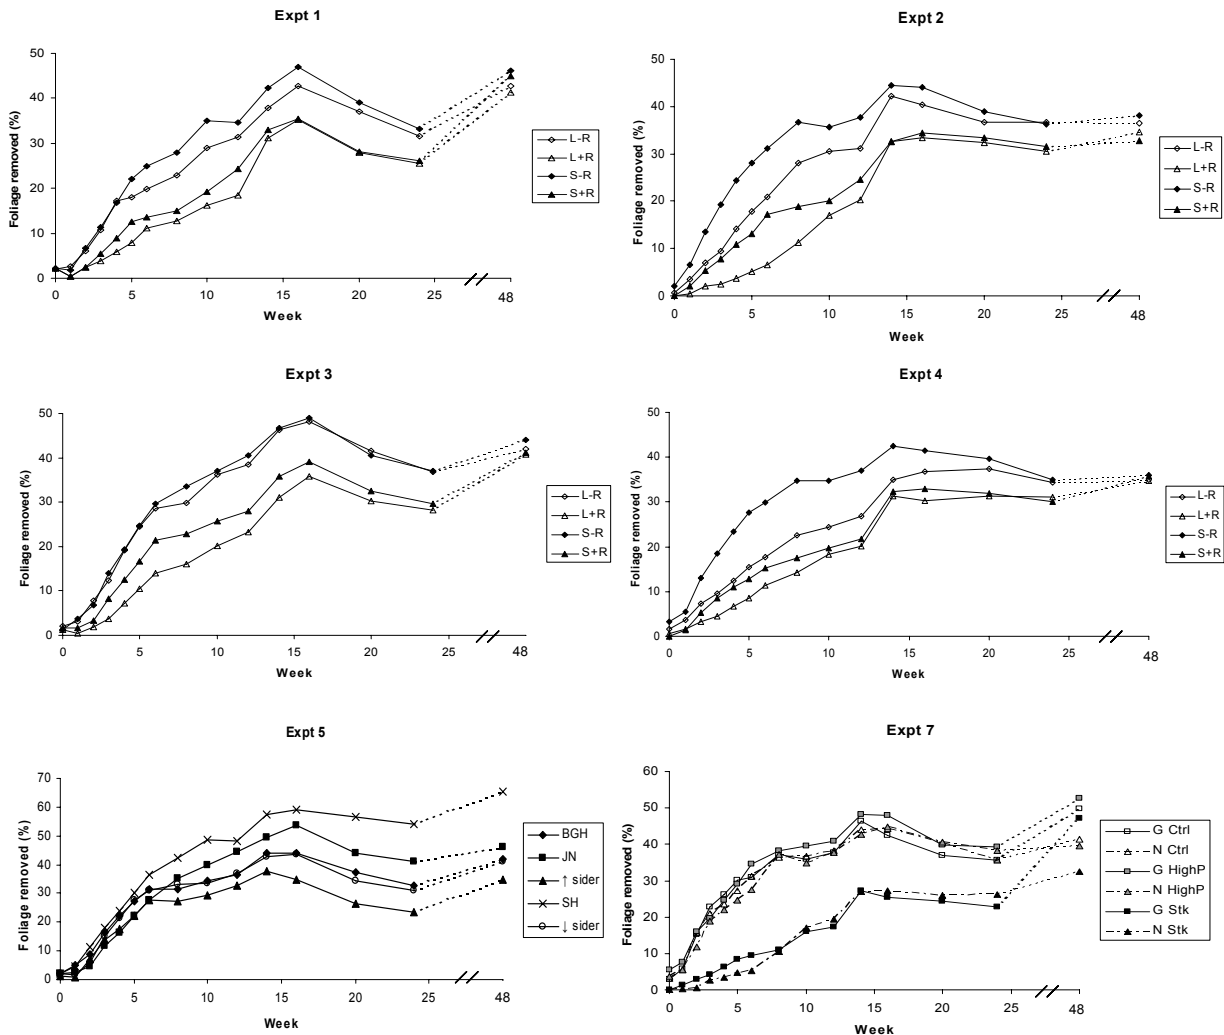 Expt 1
Foliage removed (%)
50
40
30
20
10
0
0 5 10 15 20 25 48
Week
L-R
L+R
S-R
S+R
Expt 2
Foliage removed (%)
50
40
30
20
10
0
0 5 10 15 20 25 48
Week
L-R
L+R
S-R
S+R
Expt 3
Foliage removed (%)
50
40
30
20
10
0
0 5 10 15 20 25 48
Week
L-R
L+R
S-R
S+R
Expt 4
Foliage removed (%)
50
40
30
20
10
0
0 5 10 15 20 25 48
Week
L-R
L+R
S-R
S+R
Expt 5
Foliage removed (%)
70
60
50
40
30
20
10
0
0 5 10 15 20 25 48
Week
BGH
JN
↑ sider
SH
↓ sider
Expt 7
Foliage removed (%)
60
50
40
30
20
10
0
0 5 10 15 20 25 48
Week
G Ctrl
N Ctrl
G HighP
N HighP
G Stk
N Stk